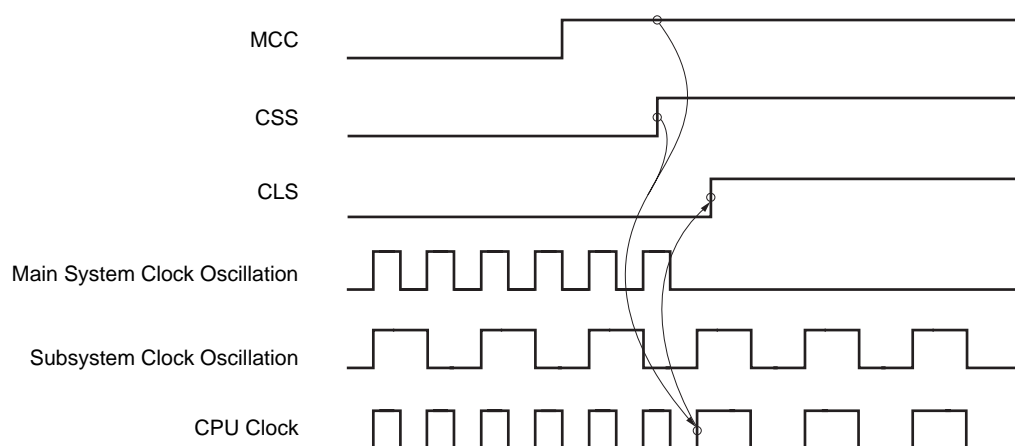 MCC
CSS
CLS
Main System Clock Oscillation
Subsystem Clock Oscillation
CPU Clock